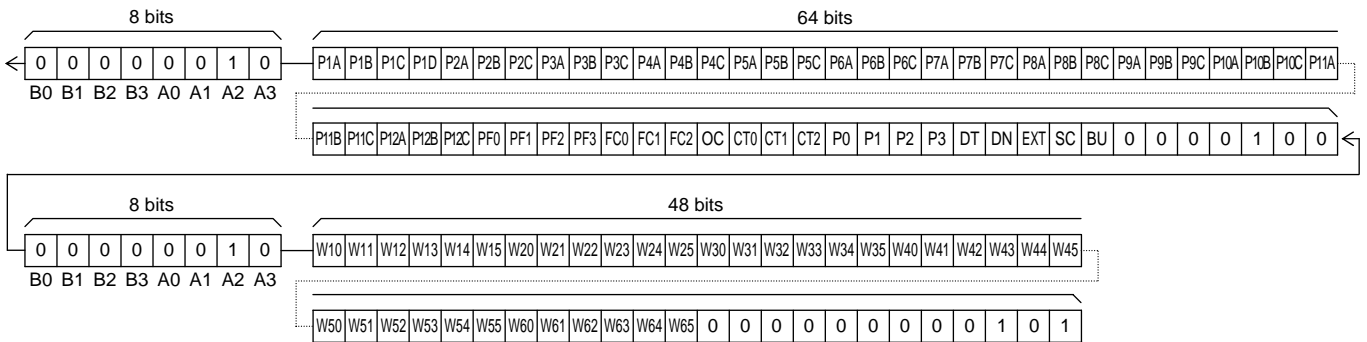 8 bits 64 bits
0 0 0 0 0 0 1 0 P1A P1B P1C P1D P2A P2B P2C P3A P3B P3C P4A P4B P4C P5A P5B P5C P6A P6B P6C P7A P7B P7C P8A P8B P8C P9A P9B P9C P10A P10B P10C P11A
B0 B1 B2 B3 A0 A1 A2 A3
P11B P11C P12A P12B P12C PF0 PF1 PF2 PF3 FC0 FC1 FC2 OC CT0 CT1 CT2 P0 P1 P2 P3 DT DN EXT SC BU 0 0 0 0 1 0 0
8 bits 48 bits
0 0 0 0 0 0 1 0 W10 W11 W12 W13 W14 W15 W20 W21 W22 W23 W24 W25 W30 W31 W32 W33 W34 W35 W40 W41 W42 W43 W44 W45
B0 B1 B2 B3 A0 A1 A2 A3
W50 W51 W52 W53 W54 W55 W60 W61 W62 W63 W64 W65 0 0 0 0 0 0 0 0 0 1 0 1